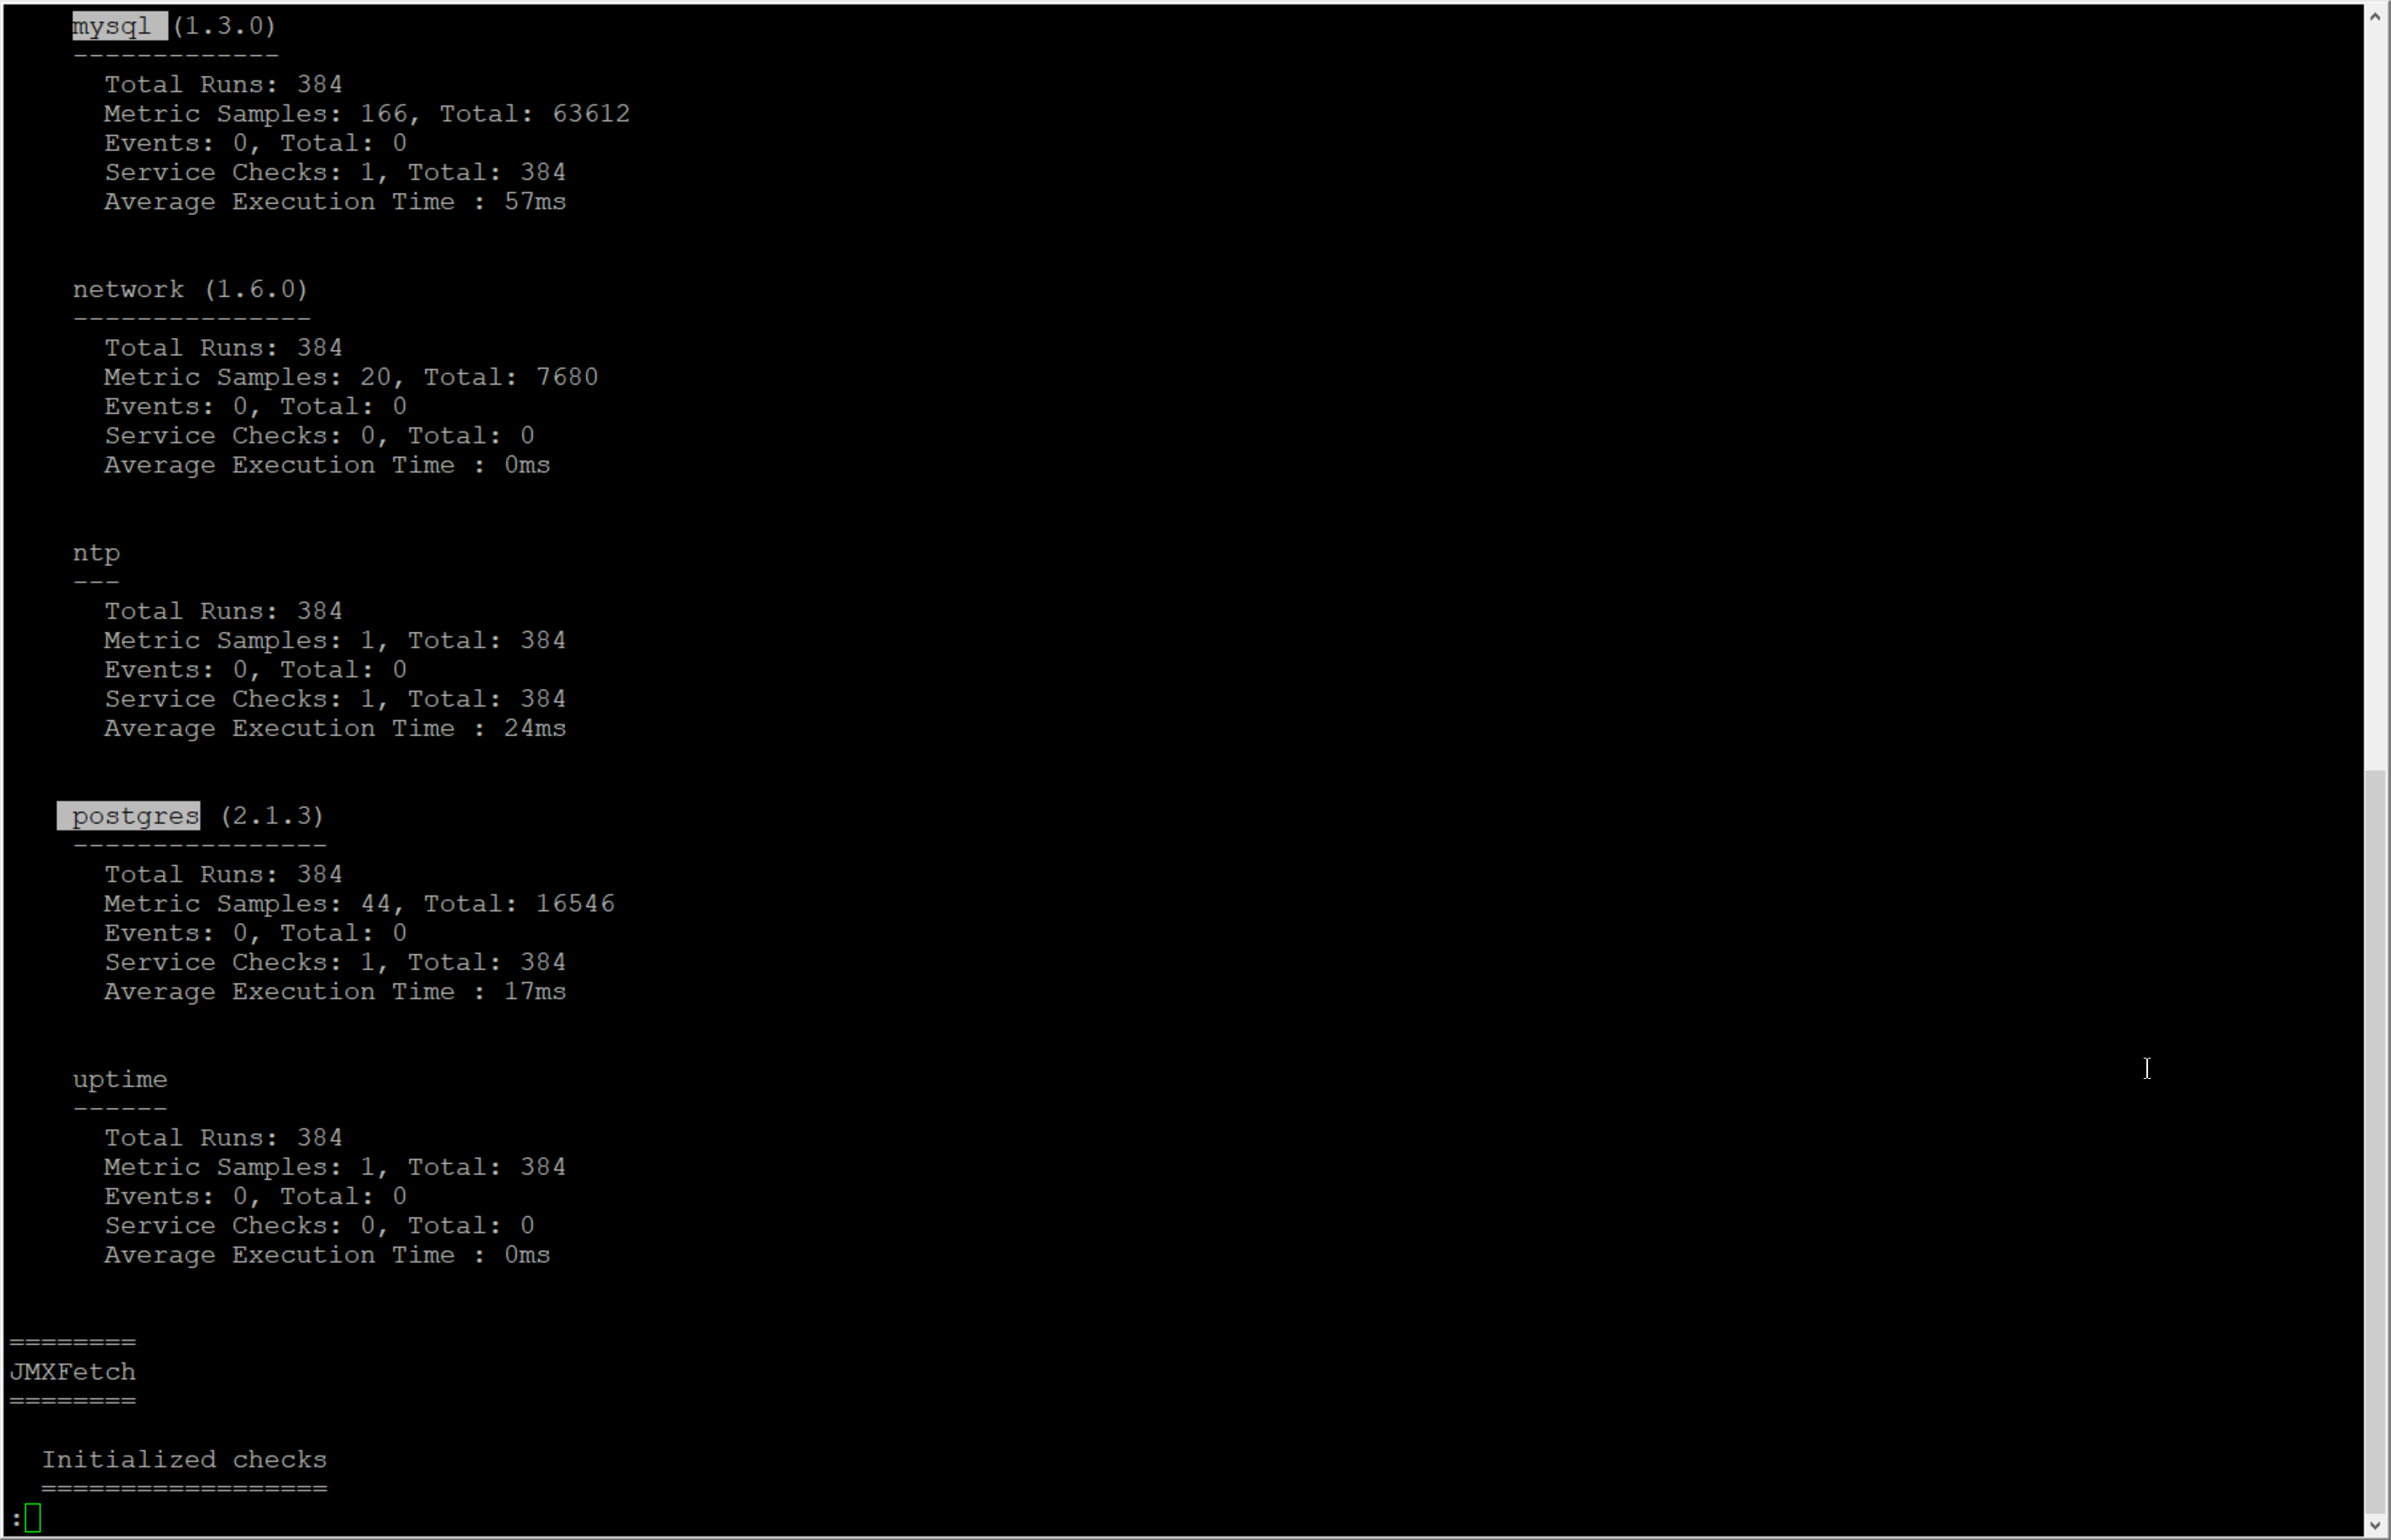 mysql (1.3.0)
-------------
Total Runs: 384
Metric Samples: 166, Total: 63612
Events: 0, Total: 0
Service Checks: 1, Total: 384
Average Execution Time : 57ms
network (1.6.0)
---------------
Total Runs: 384
Metric Samples: 20, Total: 7680
Events: 0, Total: 0
Service Checks: 0, Total: 0
Average Execution Time : 0ms
ntp
---
Total Runs: 384
Metric Samples: 1, Total: 384
Events: 0, Total: 0
Service Checks: 1, Total: 384
Average Execution Time : 24ms
postgres (2.1.3)
----------------
Total Runs: 384
Metric Samples: 44, Total: 16546
Events: 0, Total: 0
Service Checks: 1, Total: 384
Average Execution Time : 17ms
uptime
------
Total Runs: 384
Metric Samples: 1, Total: 384
Events: 0, Total: 0
Service Checks: 0, Total: 0
Average Execution Time : 0ms
========
JMXFetch
========
Initialized checks
==================
: